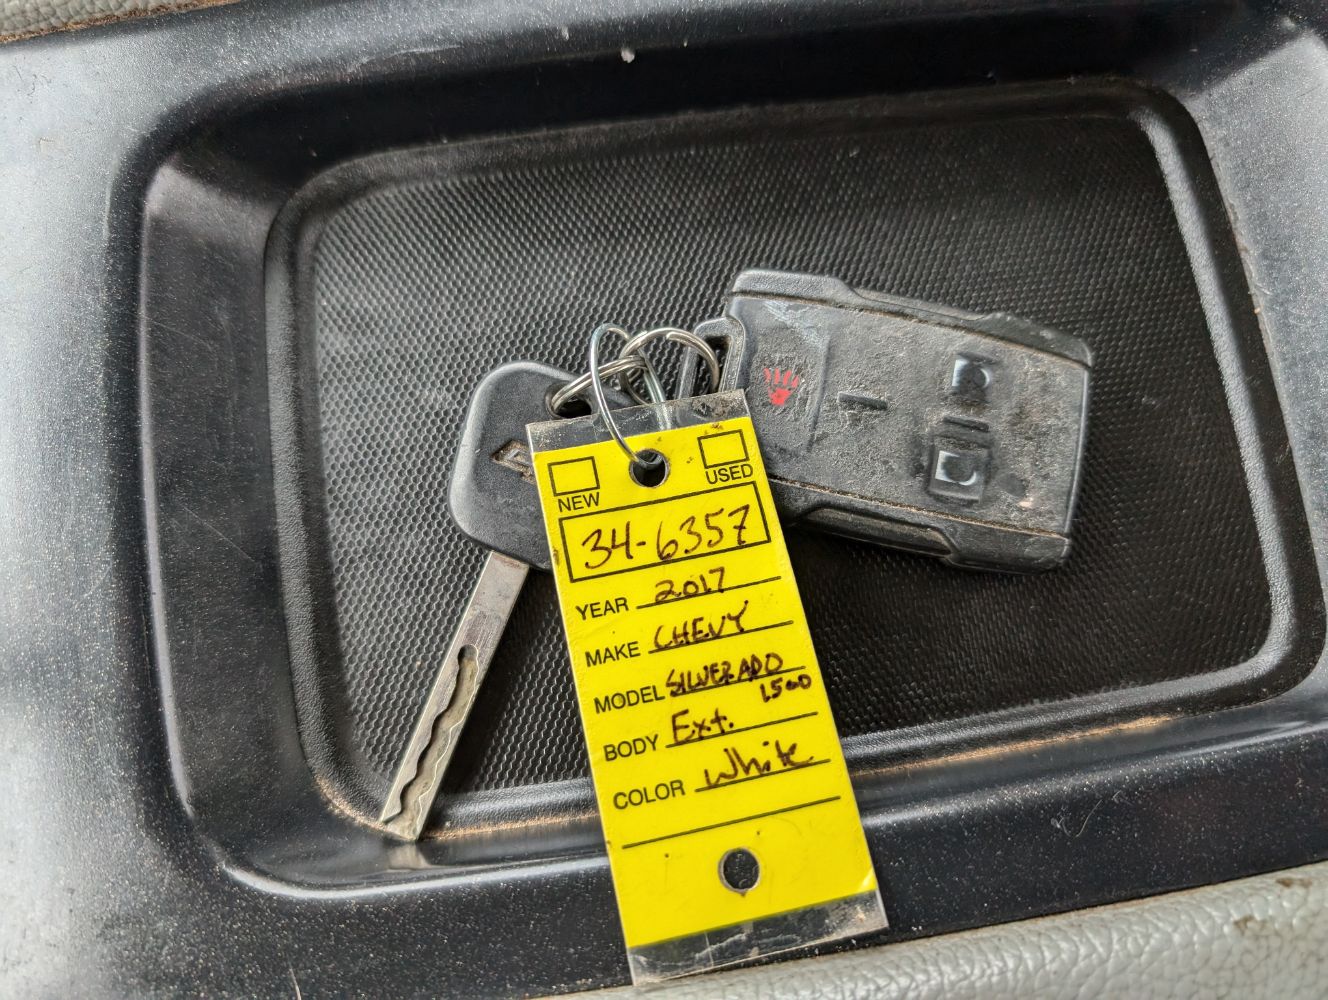 NEW USED
34-6357
YEAR 2017
MAKE CHEVY
MODEL SILVERADO
1500
BODY Ext.
COLOR White